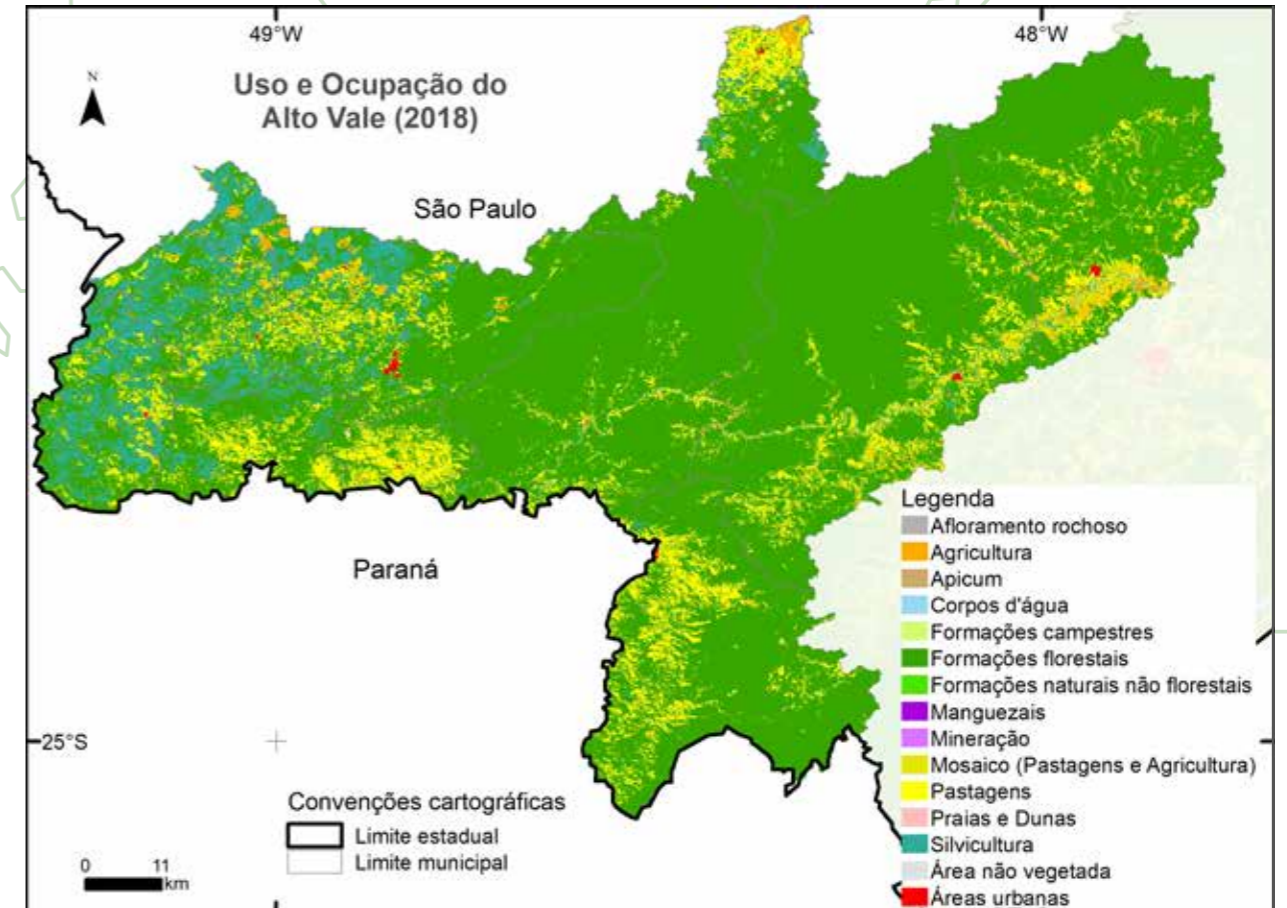 49°W
48°W
N
Uso e Ocupação do
Alto Vale (2018)
São Paulo
Paraná
25°S
Legenda
Afloramento rochoso
Agricultura
Apicum
Corpos d'água
Formações campestres
Formações florestais
Formações naturais não florestais
Manguezais
Mineração
Mosaico (Pastagens e Agricultura)
Pastagens
Praias e Dunas
Silvicultura
Área não vegetada
Áreas urbanas
Convenções cartográficas
Limite estadual
Limite municipal
0 11
km